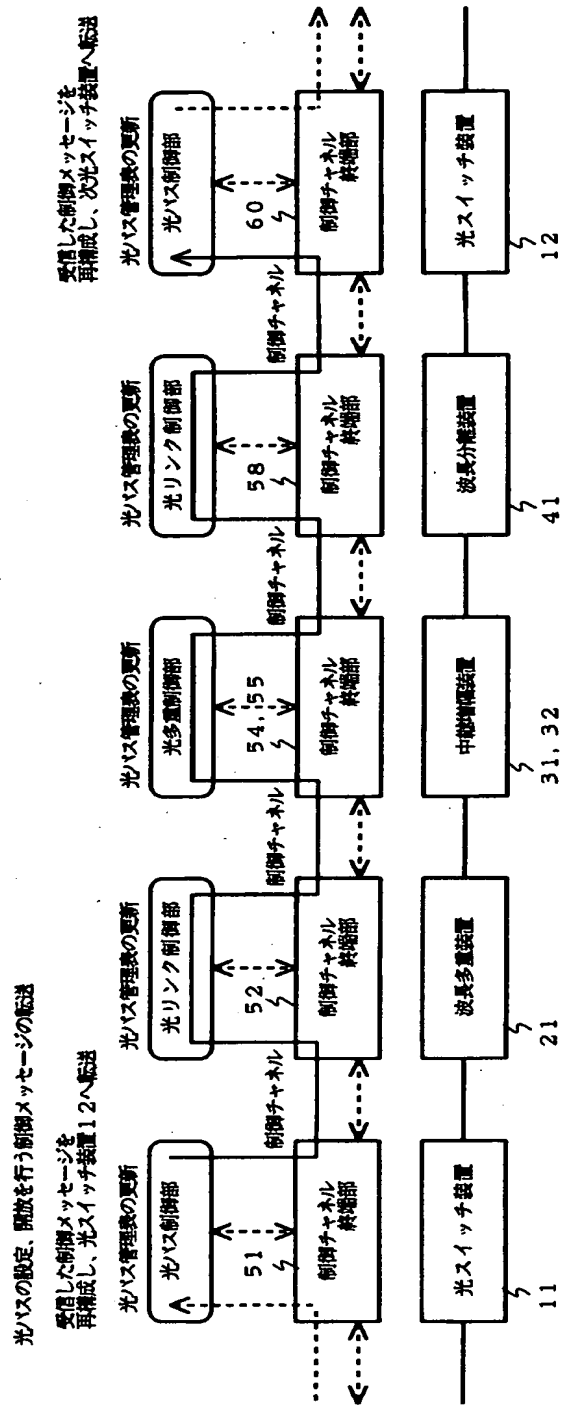 光パスの設定、開放を行う制御メッセージの転送
受信した制御メッセージを
再構成し、光スイッチ装置12へ転送
受信した制御メッセージを
再構成し、次光スイッチ装置へ転送
光パス管理表の更新
光パス管理表の更新
光パス管理表の更新
光パス管理表の更新
光パス管理表の更新
光パス制御部
光リンク制御部
光多重制御部
光リンク制御部
光パス制御部
51
52
54,55
58
60
制御チャネル
制御チャネル
制御チャネル
制御チャネル
制御チャネル
終端部
制御チャネル
終端部
制御チャネル
終端部
制御チャネル
終端部
制御チャネル
終端部
光スイッチ装置
波長多重装置
中継増幅装置
波長分離装置
光スイッチ装置
11
21
31,32
41
12